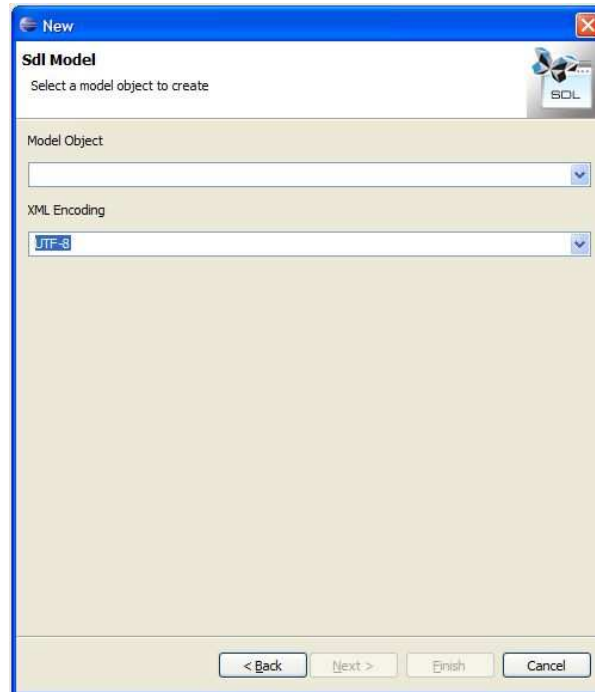 New
Sdl Model
Select a model object to create
SDL
Model Object
XML Encoding
UTF-8
< Back Next > Finish Cancel